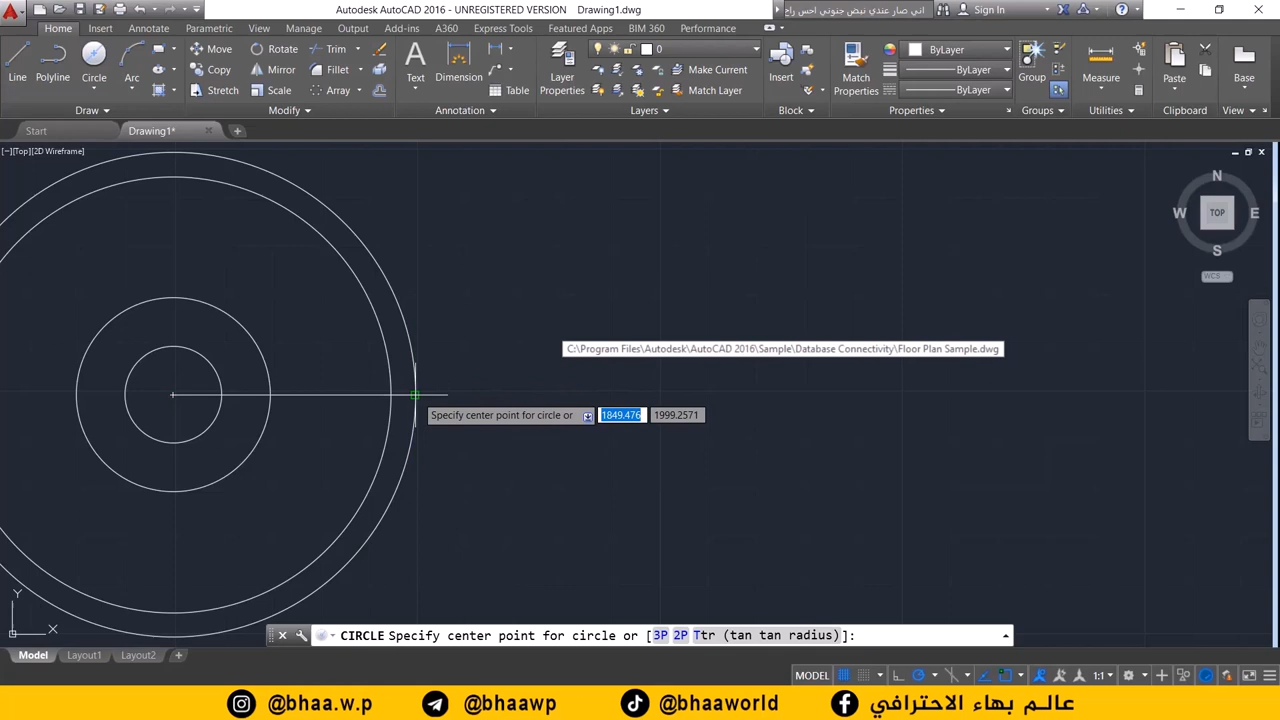 Autodesk AutoCAD 2016 - UNREGISTERED VERSION Drawing1.dwg
اني صار عندي نبض جنوني احس راح
Sign In
Home Insert Annotate Parametric View Manage Output Add-ins A360 Express Tools Featured Apps BIM 360 Performance
Line Polyline Circle Arc
Move Rotate Trim
Copy Mirror Fillet
Stretch Scale Array
Text Dimension Table
Layer Properties
0
Make Current
Match Layer
Insert
Match Properties
ByLayer
ByLayer
ByLayer
Group Measure Paste Base
Draw Modify Annotation Layers Block Properties Groups Utilities Clipboard View
Start Drawing1*
[−][Top][2D Wireframe]
N
W TOP E
S
WCS
C:\Program Files\Autodesk\AutoCAD 2016\Sample\Database Connectivity\Floor Plan Sample.dwg
Specify center point for circle or 1849.476 1999.2571
Y
X
CIRCLE Specify center point for circle or [3P 2P Ttr (tan tan radius)]:
Model Layout1 Layout2
MODEL 1:1
@bhaa.w.p @bhaawp @bhaaworld عالم بهاء الاحترافي